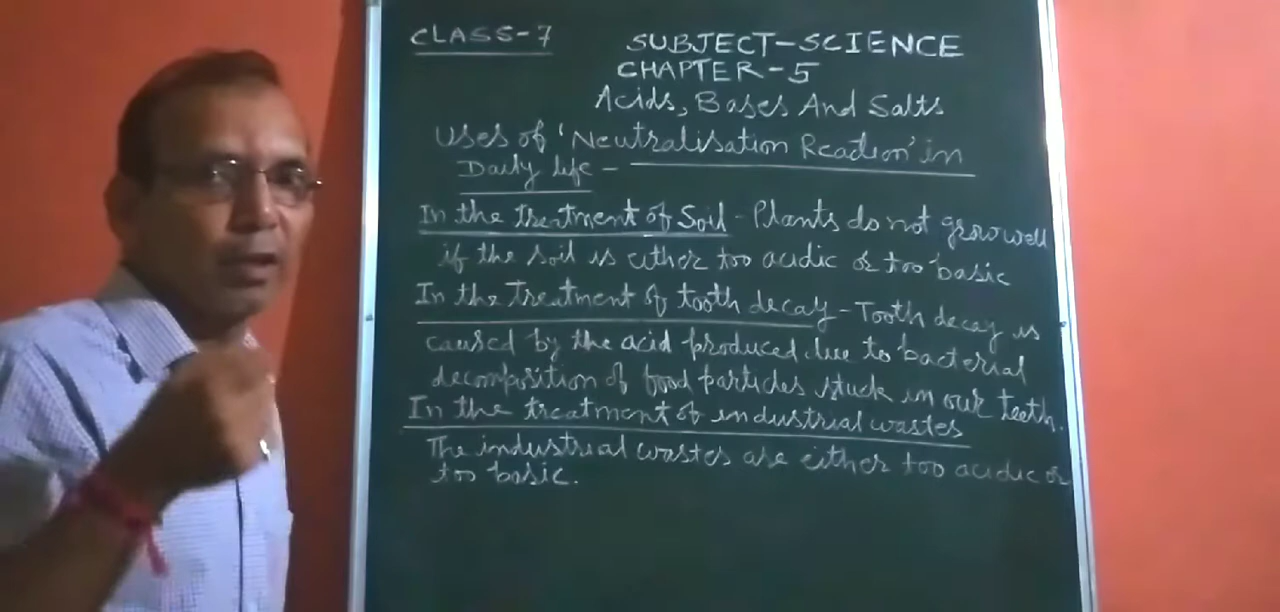 CLASS-7
SUBJECT-SCIENCE
CHAPTER-5
Acids, Bases And Salts
Uses of 'Neutralisation Reaction' in
Daily life -
In the treatment of Soil - Plants do not grow well
if the soil is either too acidic or too basic
In the treatment of tooth decay - Tooth decay is
caused by the acid produced due to bacterial
decomposition of food particles stuck in our teeth.
In the treatment of industrial wastes
The industrial wastes are either too acidic or
too basic.